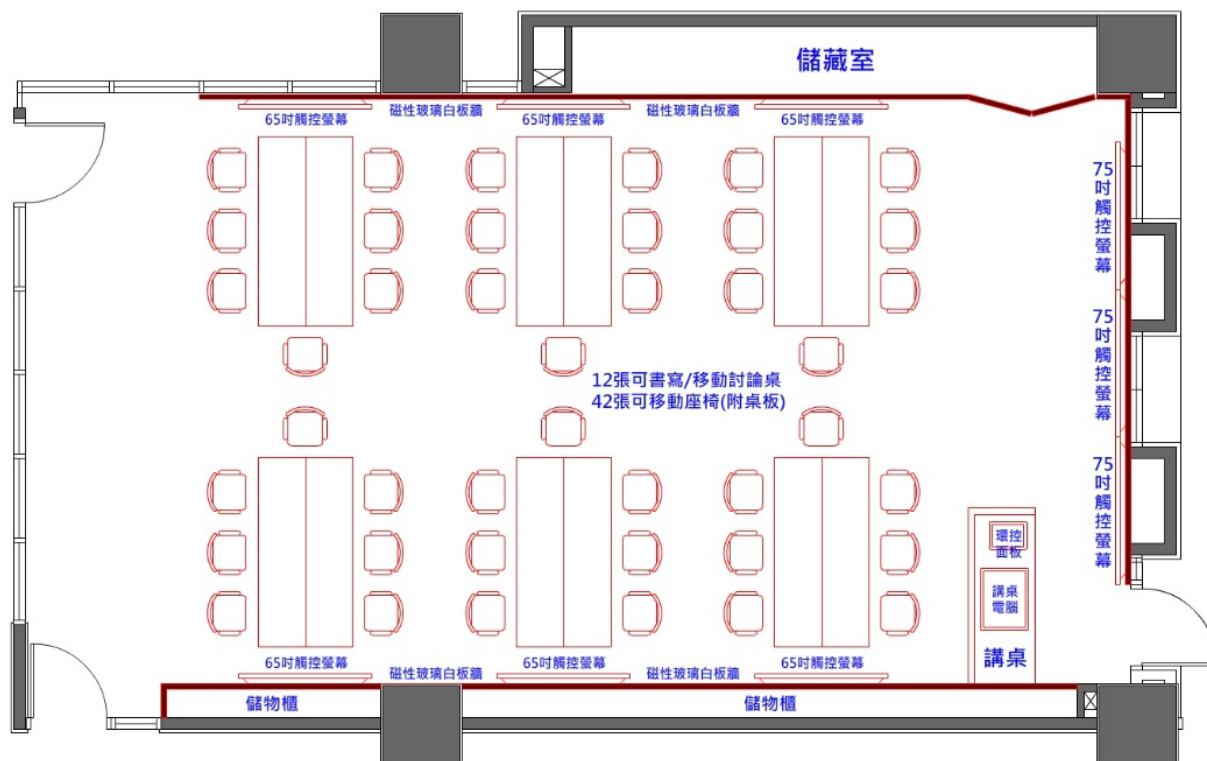 儲藏室
65吋觸控螢幕
磁性玻璃白板牆
65吋觸控螢幕
磁性玻璃白板牆
65吋觸控螢幕
75吋觸控螢幕
75吋觸控螢幕
75吋觸控螢幕
12張可書寫/移動討論桌
42張可移動座椅(附桌板)
環控
面板
講桌
電腦
講桌
65吋觸控螢幕
磁性玻璃白板牆
65吋觸控螢幕
磁性玻璃白板牆
65吋觸控螢幕
儲物櫃
儲物櫃